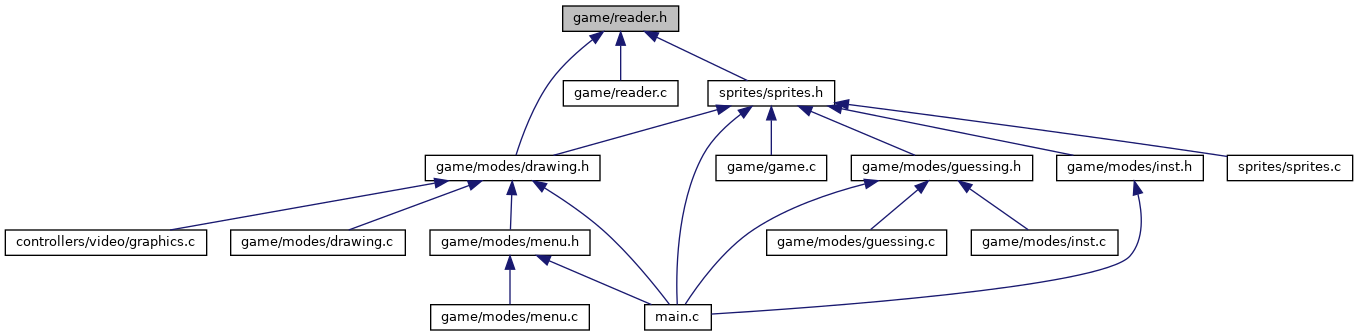 game/reader.h
game/reader.c
sprites/sprites.h
game/modes/drawing.h
game/game.c
game/modes/guessing.h
game/modes/inst.h
sprites/sprites.c
controllers/video/graphics.c
game/modes/drawing.c
game/modes/menu.h
game/modes/guessing.c
game/modes/inst.c
game/modes/menu.c
main.c